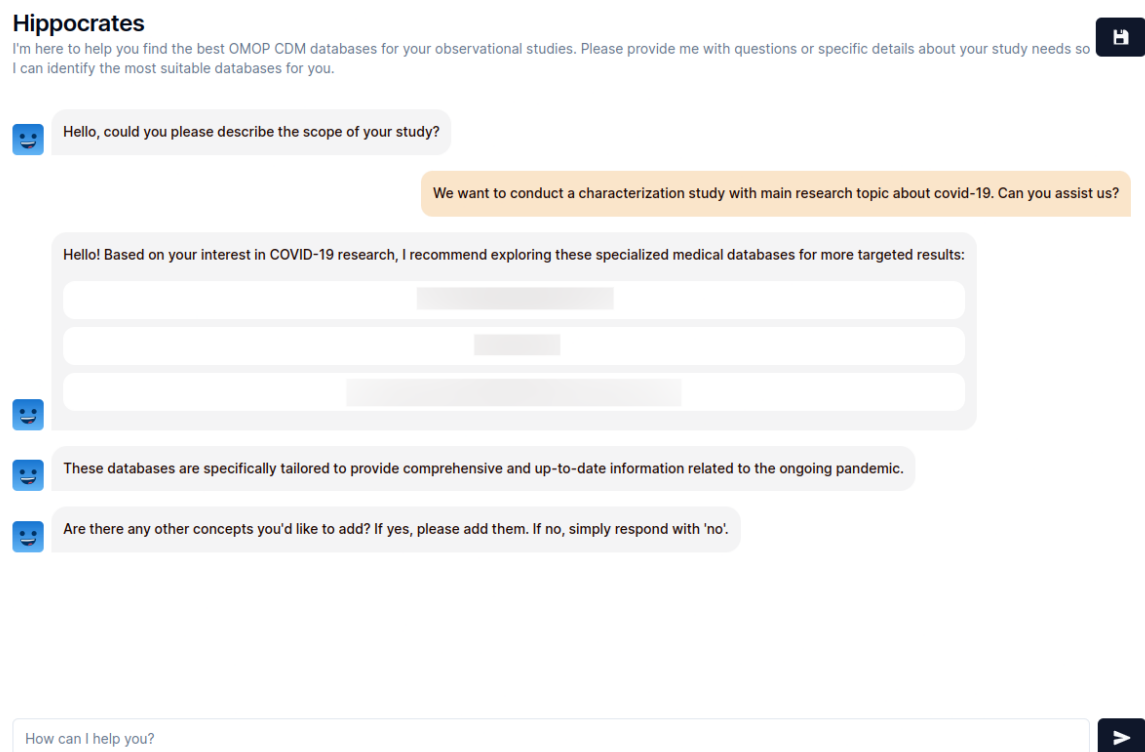 Hippocrates
I'm here to help you find the best OMOP CDM databases for your observational studies. Please provide me with questions or specific details about your study needs so
I can identify the most suitable databases for you.
Hello, could you please describe the scope of your study?
We want to conduct a characterization study with main research topic about covid-19. Can you assist us?
Hello! Based on your interest in COVID-19 research, I recommend exploring these specialized medical databases for more targeted results:
These databases are specifically tailored to provide comprehensive and up-to-date information related to the ongoing pandemic.
Are there any other concepts you'd like to add? If yes, please add them. If no, simply respond with 'no'.
How can I help you?